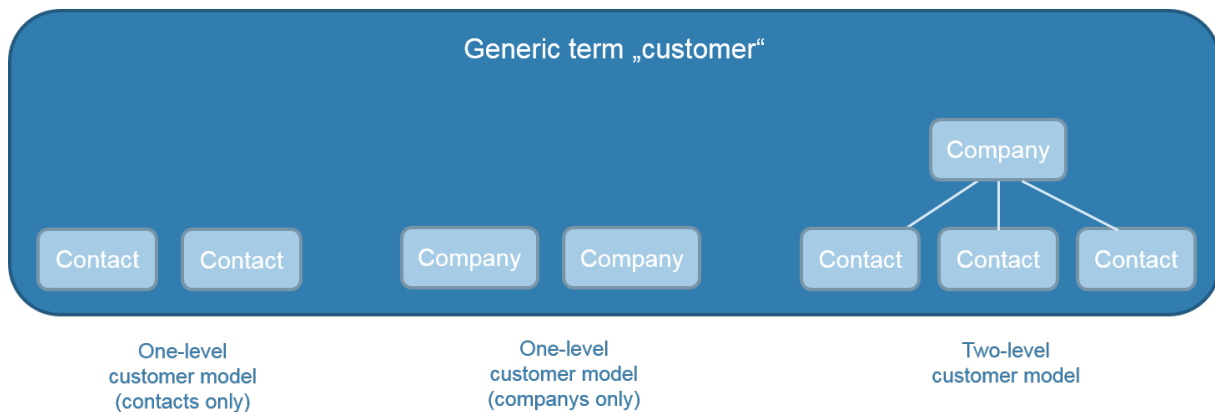 Generic term „customer“
Company
Contact Contact Company Company Contact Contact Contact
One-level
customer model
(contacts only)
One-level
customer model
(companys only)
Two-level
customer model